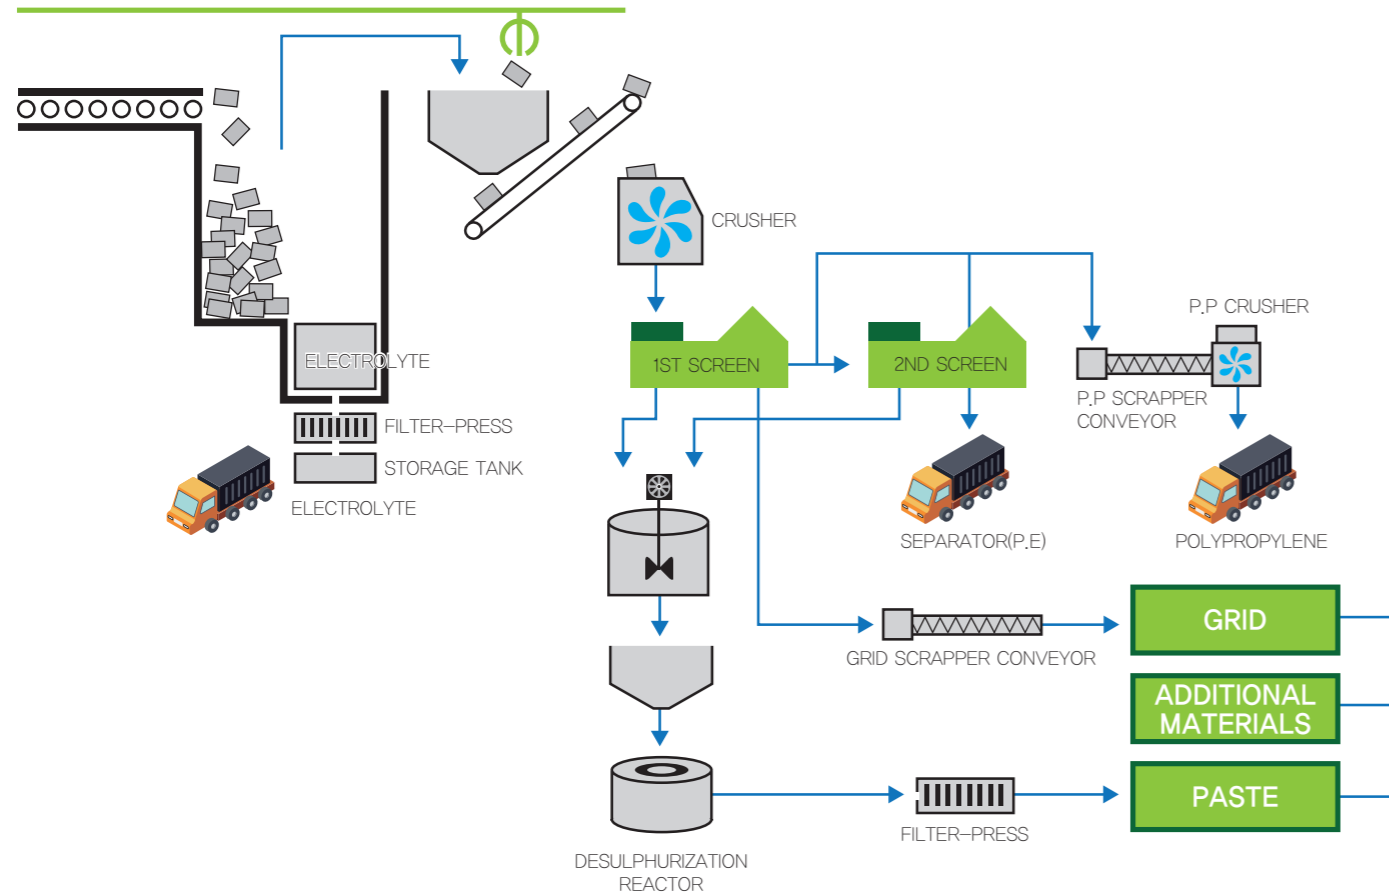 CRUSHER
P.P CRUSHER
ELECTROLYTE
1ST SCREEN
2ND SCREEN
P.P SCRAPPER
CONVEYOR
FILTER-PRESS
STORAGE TANK
ELECTROLYTE
SEPARATOR(P.E)
POLYPROPYLENE
GRID
GRID SCRAPPER CONVEYOR
ADDITIONAL
MATERIALS
PASTE
FILTER-PRESS
DESULPHURIZATION
REACTOR